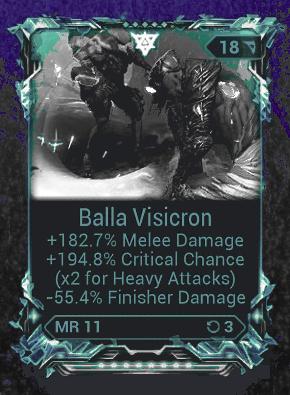 18
Balla Visicron
+182.7% Melee Damage
+194.8% Critical Chance
(x2 for Heavy Attacks)
-55.4% Finisher Damage
MR 11
3